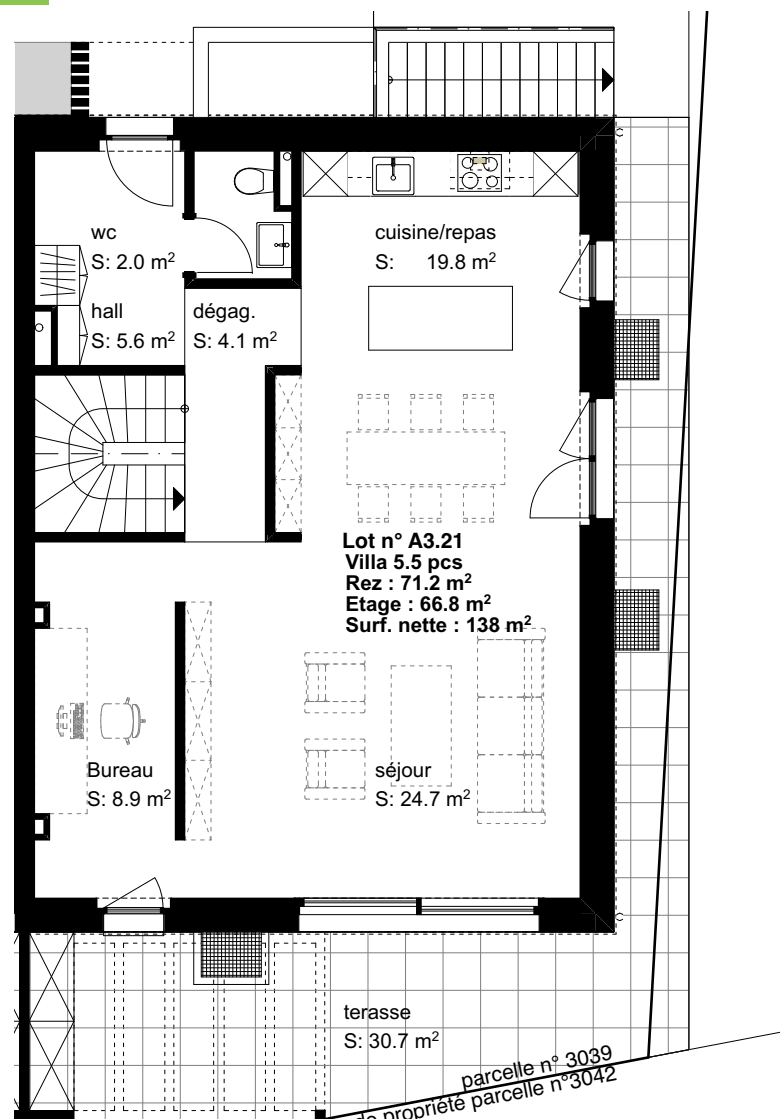 wc
S: 2.0 m²
hall
S: 5.6 m²
dégag.
S: 4.1 m²
cuisine/repas
S: 19.8 m²
Lot n° A3.21
Villa 5.5 pcs
Rez : 71.2 m²
Etage : 66.8 m²
Surf. nette : 138 m²
Bureau
S: 8.9 m²
séjour
S: 24.7 m²
terasse
S: 30.7 m²
parcelle n° 3039
de propriété parcelle n°3042